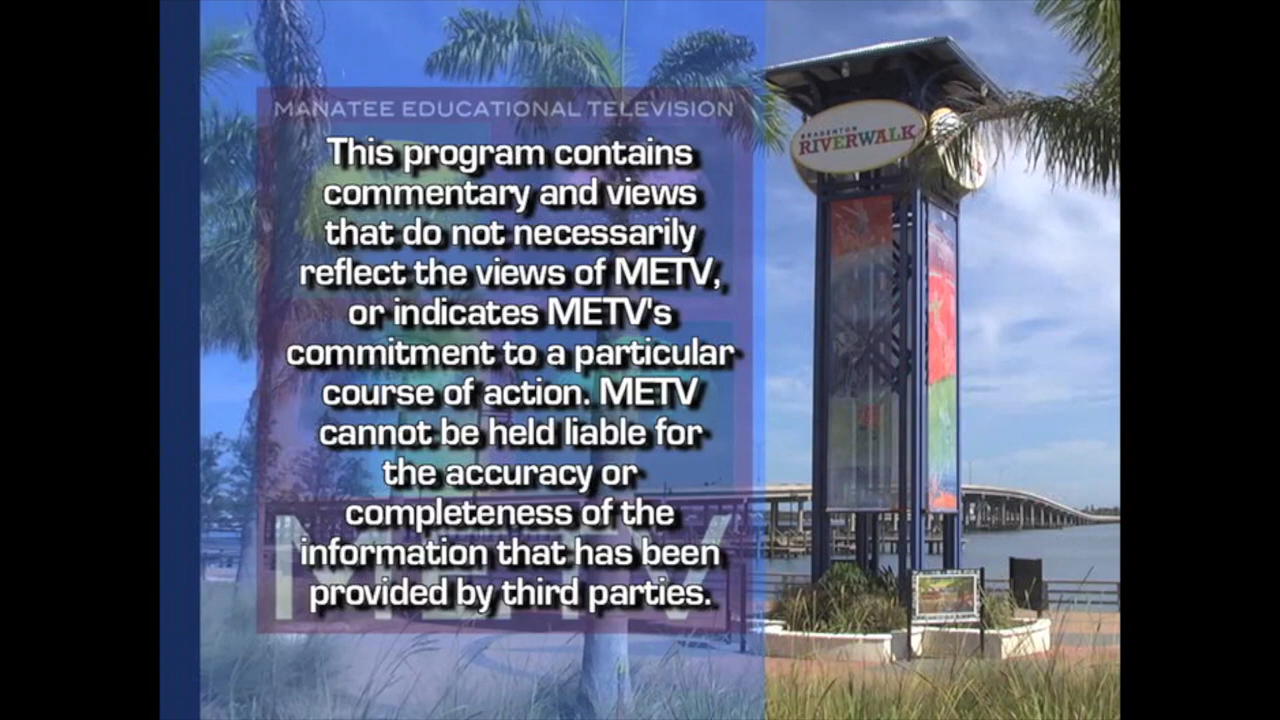 MANATEE EDUCATIONAL TELEVISION
This program contains
commentary and views
that do not necessarily
reflect the views of METV,
or indicates METV's
commitment to a particular
course of action. METV
cannot be held liable for
the accuracy or
completeness of the
information that has been
provided by third parties.
METV
BRADENTON
RIVERWALK